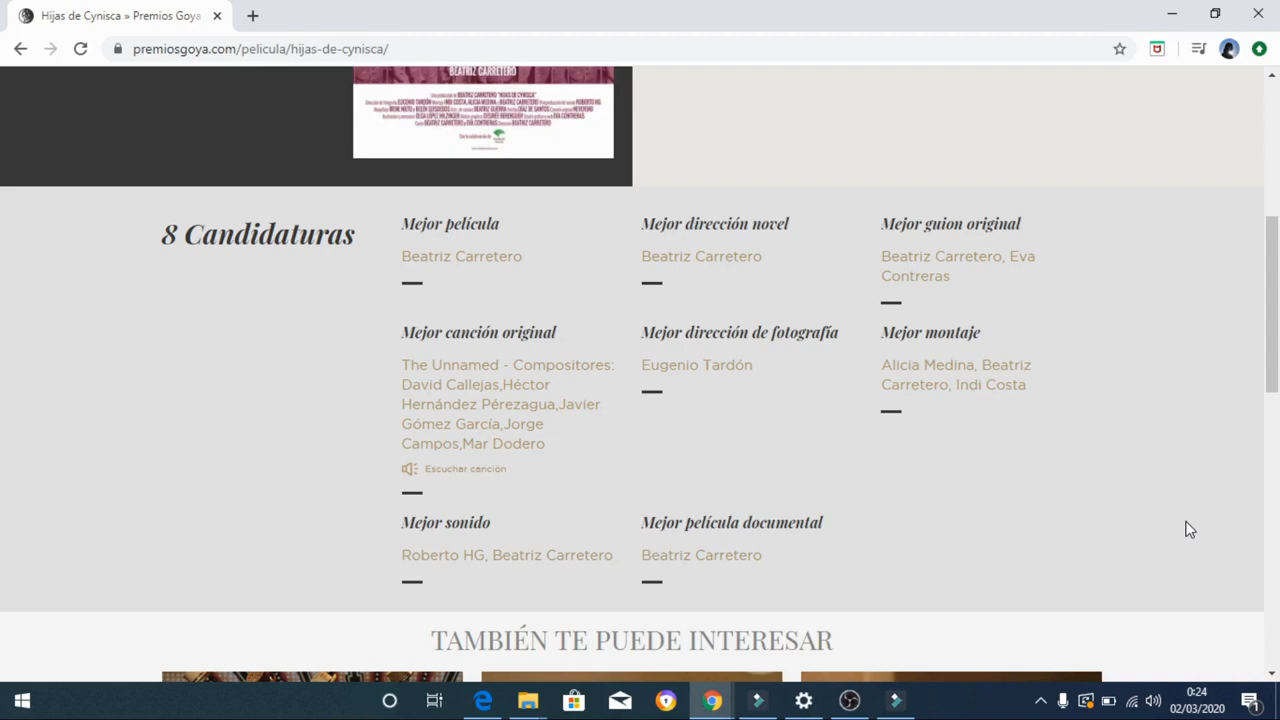 Hijas de Cynisca » Premios Goya
premiosgoya.com/pelicula/hijas-de-cynisca/
BEATRIZ CARRETERO
8 Candidaturas
Mejor película
Beatriz Carretero
Mejor dirección novel
Beatriz Carretero
Mejor guion original
Beatriz Carretero, Eva
Contreras
Mejor canción original
The Unnamed - Compositores:
David Callejas,Héctor
Hernández Pérezagua,Javier
Gómez García,Jorge
Campos,Mar Dodero
Escuchar canción
Mejor dirección de fotografía
Eugenio Tardón
Mejor montaje
Alicia Medina, Beatriz
Carretero, Indi Costa
Mejor sonido
Roberto HG, Beatriz Carretero
Mejor película documental
Beatriz Carretero
TAMBIÉN TE PUEDE INTERESAR
0:24
02/03/2020